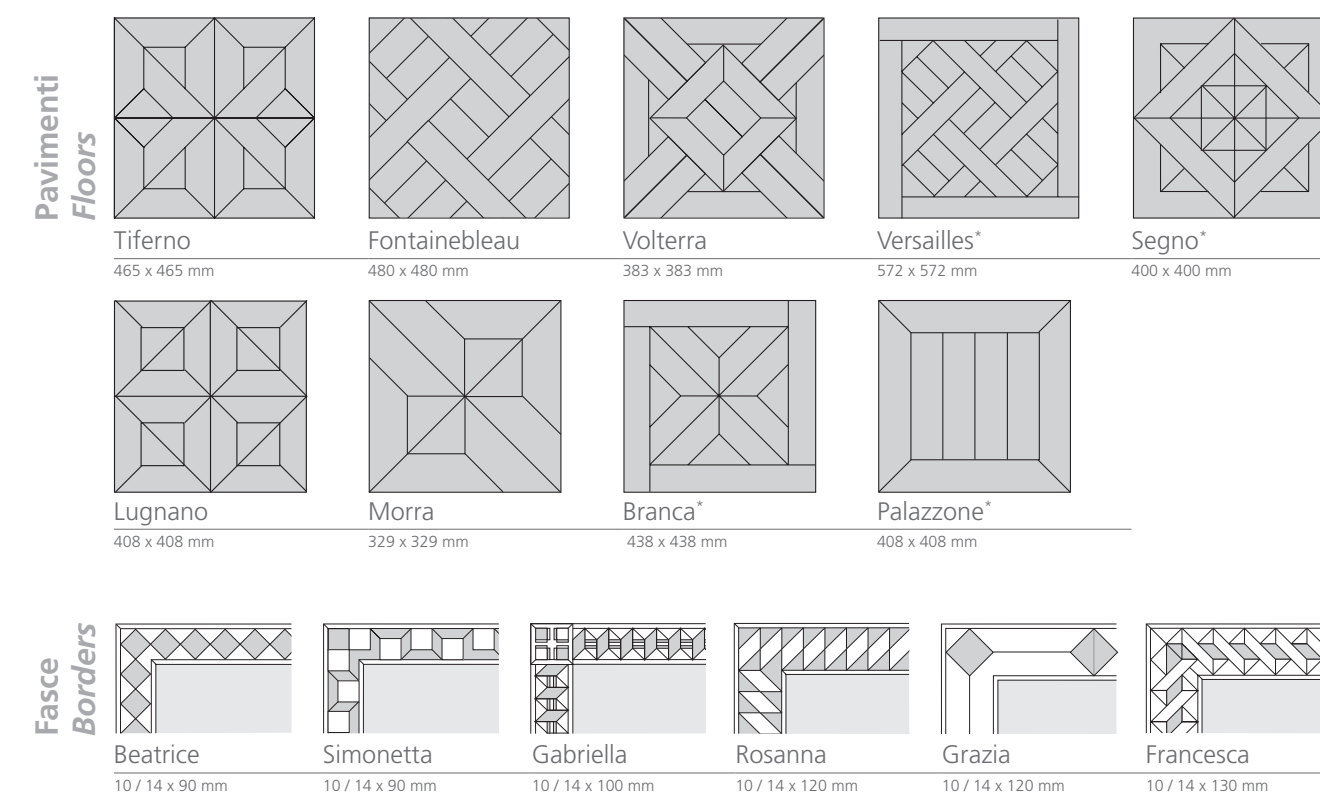 Pavimenti
Floors
Tiferno Fontainebleau Volterra Versailles* Segno*
465 x 465 mm 480 x 480 mm 383 x 383 mm 572 x 572 mm 400 x 400 mm
Lugnano Morra Branca* Palazzone*
408 x 408 mm 329 x 329 mm 438 x 438 mm 408 x 408 mm
Fasce
Borders
Beatrice Simonetta Gabriella Rosanna Grazia Francesca
10 / 14 x 90 mm 10 / 14 x 90 mm 10 / 14 x 100 mm 10 / 14 x 120 mm 10 / 14 x 120 mm 10 / 14 x 130 mm